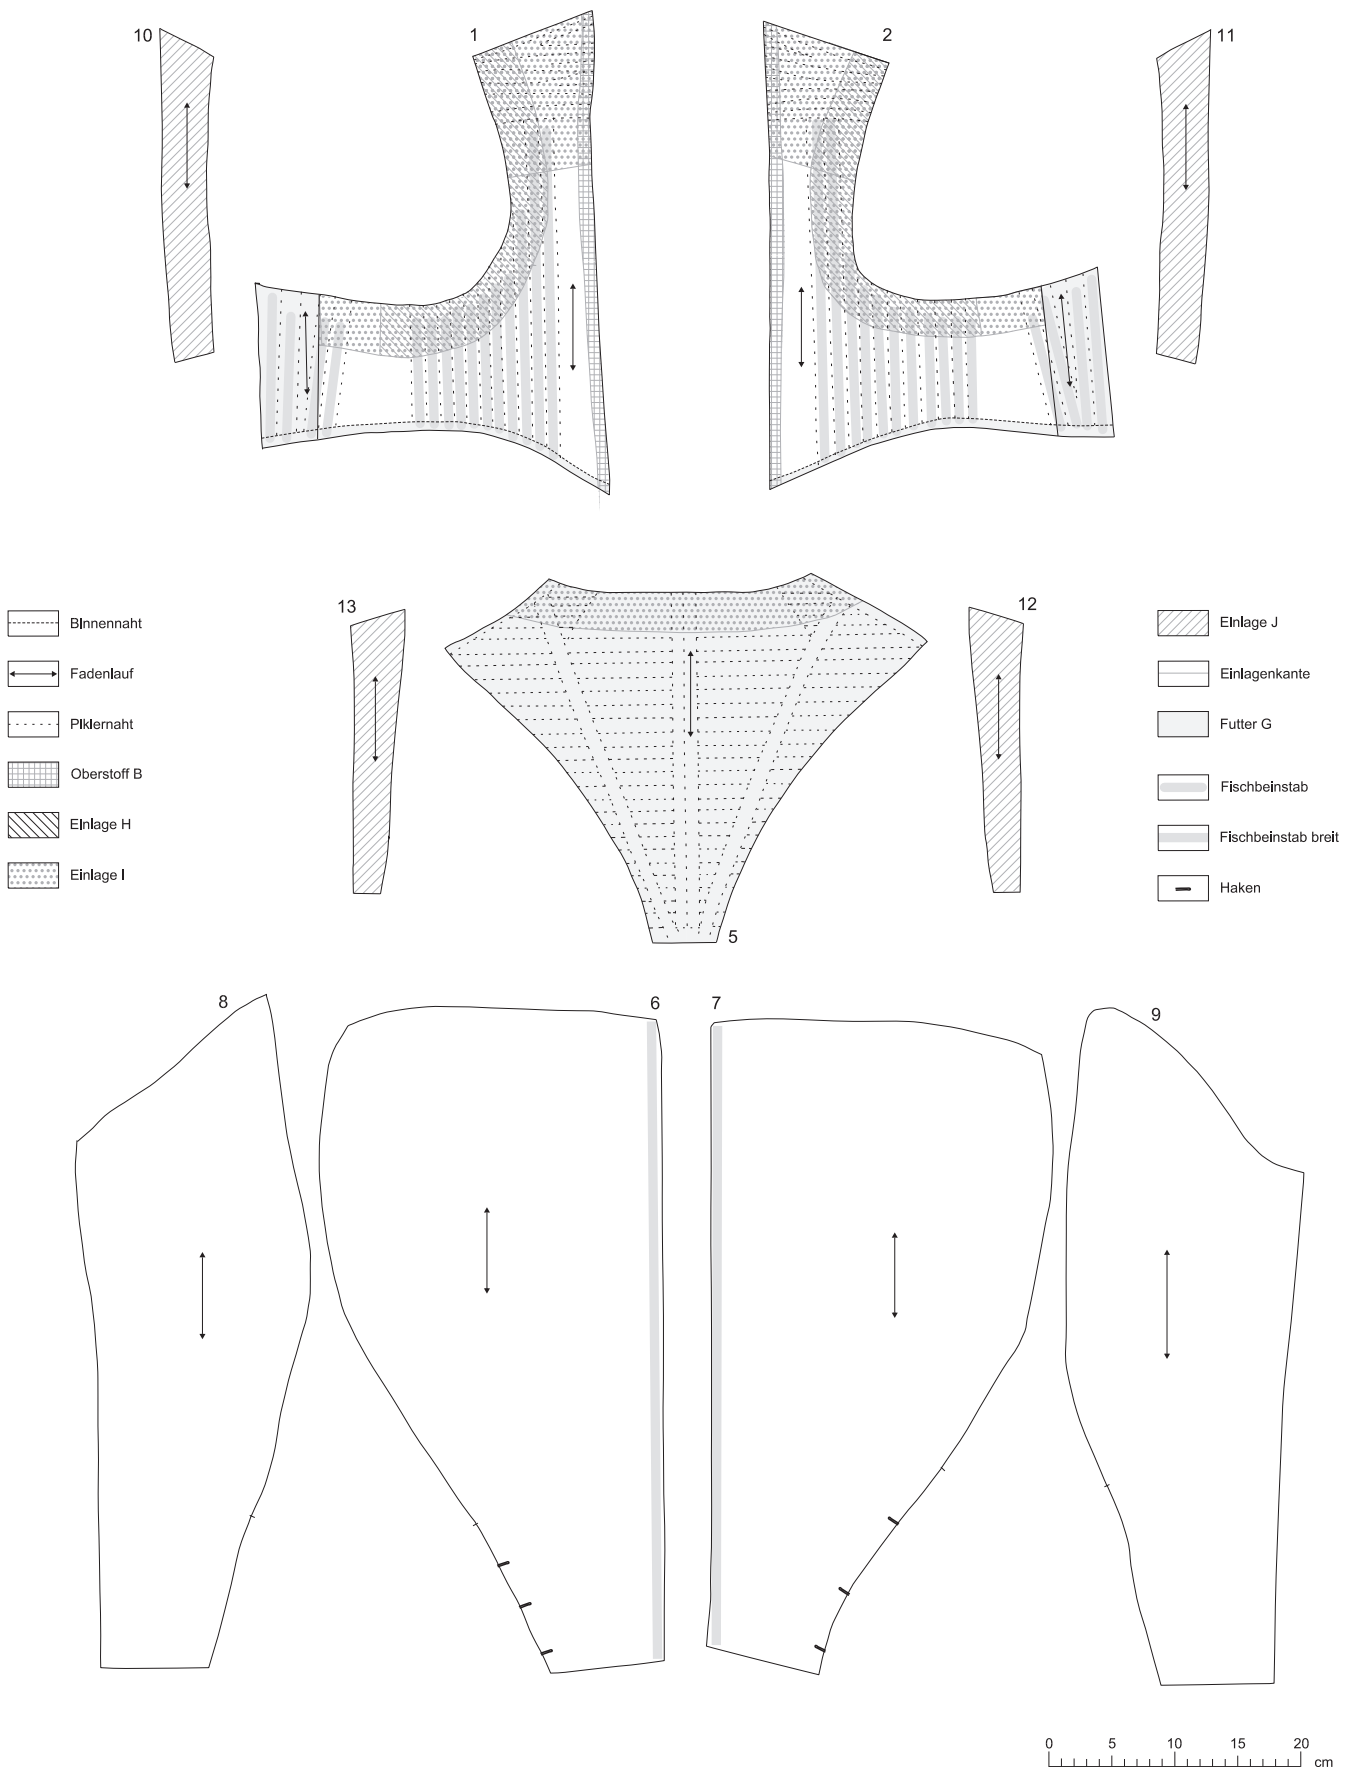 10
1
2
11
13
12
BInnennaht
Fadenlauf
PIklernaht
Oberstoff B
EInlage H
Einlage I
EInlage J
Einlagenkante
Futter G
Fischbeinstab
Fischbeinstab breit
Haken
5
8
6
7
9
0 5 10 15 20
cm